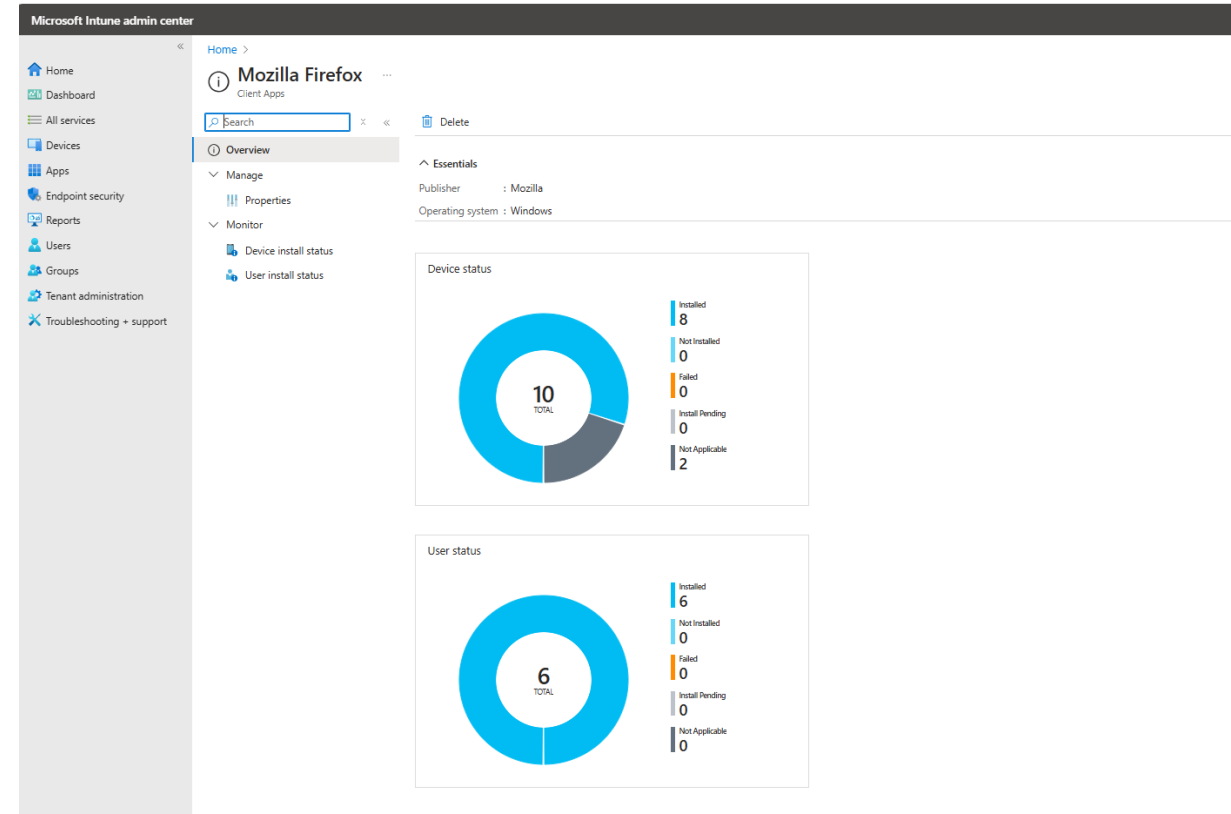 Microsoft Intune admin center
Home
Dashboard
All services
Devices
Apps
Endpoint security
Reports
Users
Groups
Tenant administration
Troubleshooting + support
Home >
Mozilla Firefox ...
Client Apps
Search
Overview
Manage
Properties
Monitor
Device install status
User install status
Delete
Essentials
Publisher : Mozilla
Operating system : Windows
Device status
10
TOTAL
Installed
8
Not Installed
0
Failed
0
Install Pending
0
Not Applicable
2
User status
6
TOTAL
Installed
6
Not Installed
0
Failed
0
Install Pending
0
Not Applicable
0